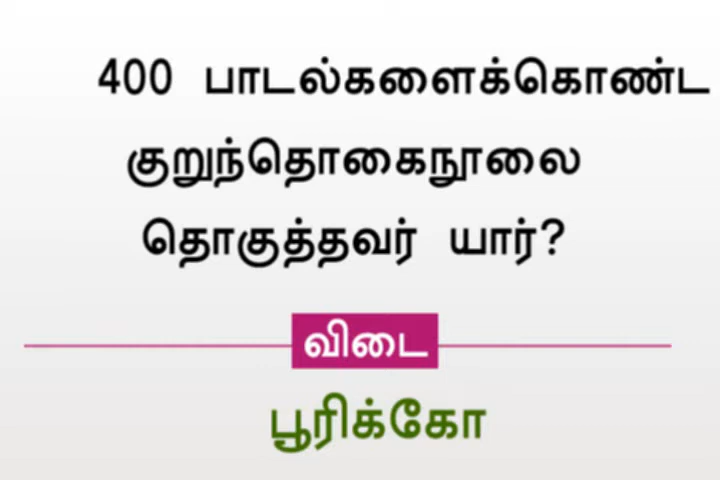 400 பாடல்களைக்கொண்ட
குறுந்தொகைநூலை
தொகுத்தவர் யார்?
விடை
பூரிக்கோ